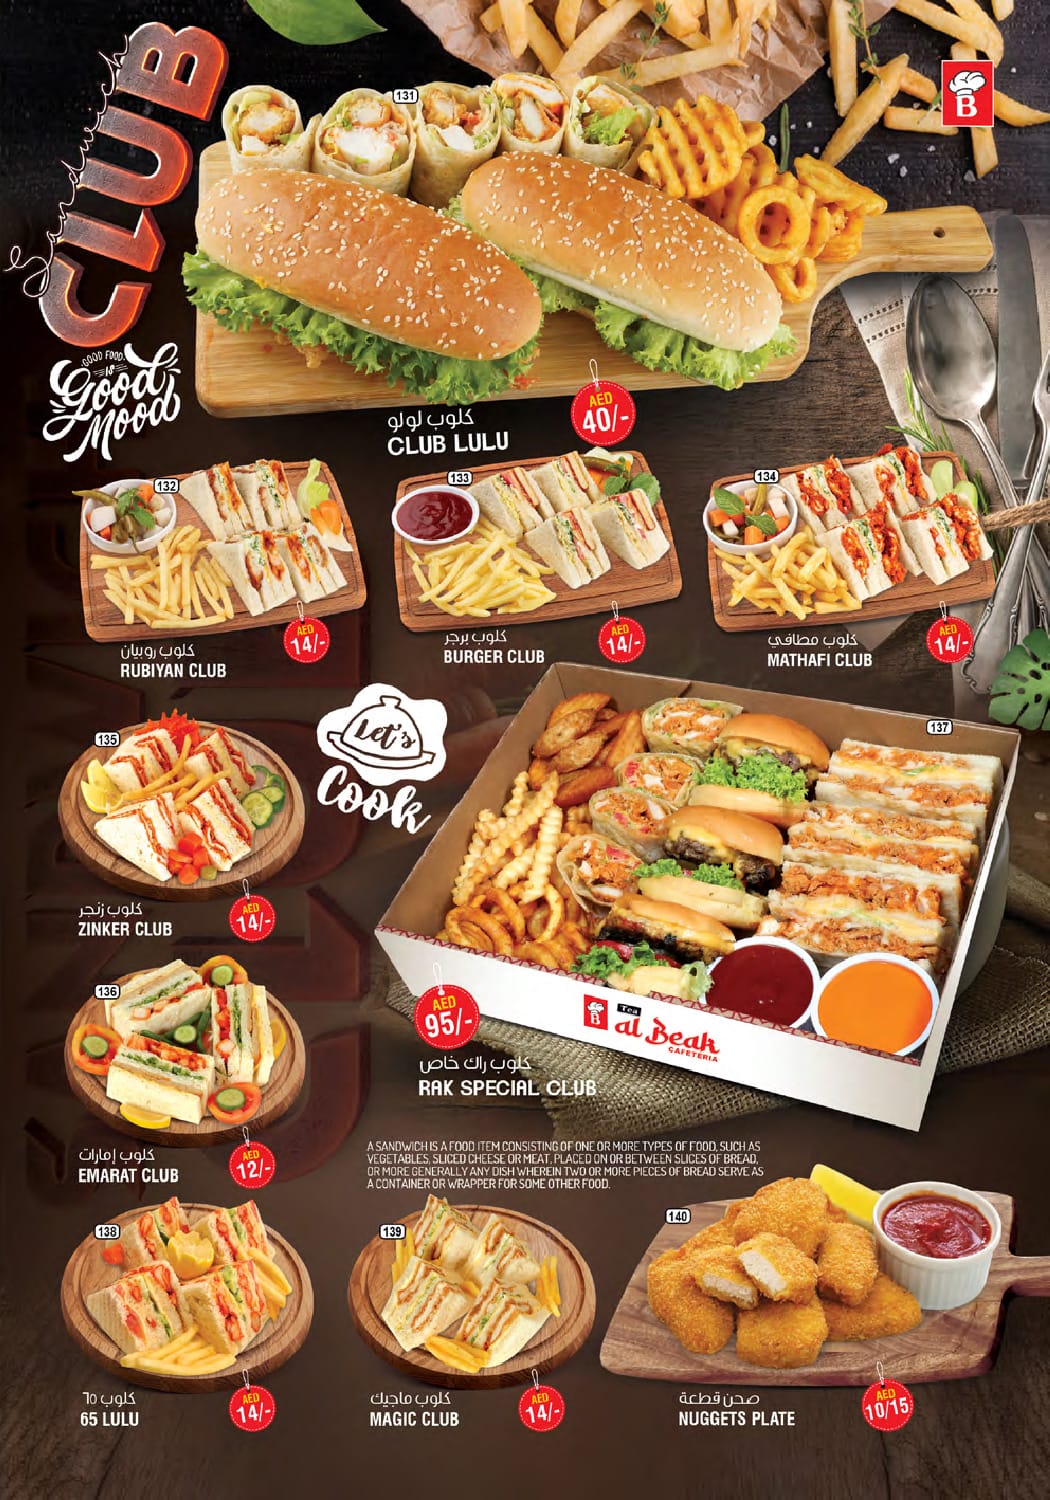 Sandwich
CLUB
GOOD FOOD
IS
Good
Mood
B
131
كلوب لولو
CLUB LULU
AED
40/-
132
كلوب روبيان
RUBIYAN CLUB
AED
14/-
133
كلوب برجر
BURGER CLUB
AED
14/-
134
كلوب مطافي
MATHAFI CLUB
AED
14/-
135
كلوب زنجر
ZINKER CLUB
AED
14/-
Let's
Cook
137
B
Tea
al Beak
CAFETERIA
AED
95/-
كلوب راك خاص
RAK SPECIAL CLUB
136
كلوب إمارات
EMARAT CLUB
AED
12/-
A SANDWICH IS A FOOD ITEM CONSISTING OF ONE OR MORE TYPES OF FOOD, SUCH AS
VEGETABLES, SLICED CHEESE OR MEAT, PLACED ON OR BETWEEN SLICES OF BREAD,
OR MORE GENERALLY ANY DISH WHEREIN TWO OR MORE PIECES OF BREAD SERVE AS
A CONTAINER OR WRAPPER FOR SOME OTHER FOOD.
138
كلوب ٦٥
65 LULU
AED
14/-
139
كلوب ماجيك
MAGIC CLUB
AED
14/-
140
صحن قطعة
NUGGETS PLATE
AED
10/15